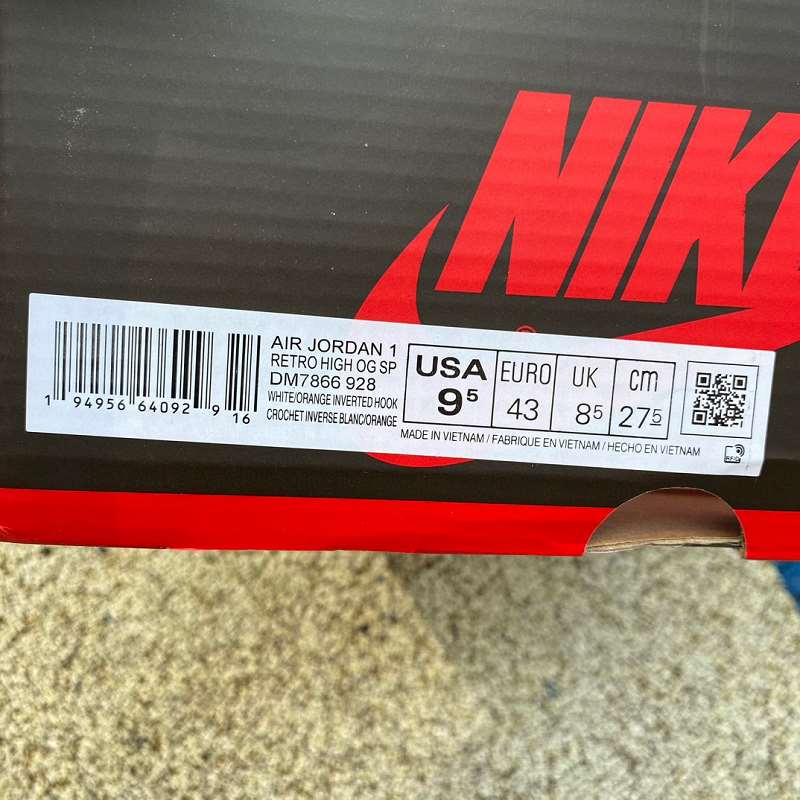 NIK
AIR JORDAN 1
RETRO HIGH OG SP
DM7866 928
WHITE/ORANGE INVERTED HOOK
CROCHET INVERSE BLANC/ORANGE
1 94956 64092 9 16
USA
9⁵
EURO
43
UK
8⁵
cm
27⁵
MADE IN VIETNAM / FABRIQUE EN VIETNAM / HECHO EN VIETNAM
RFID